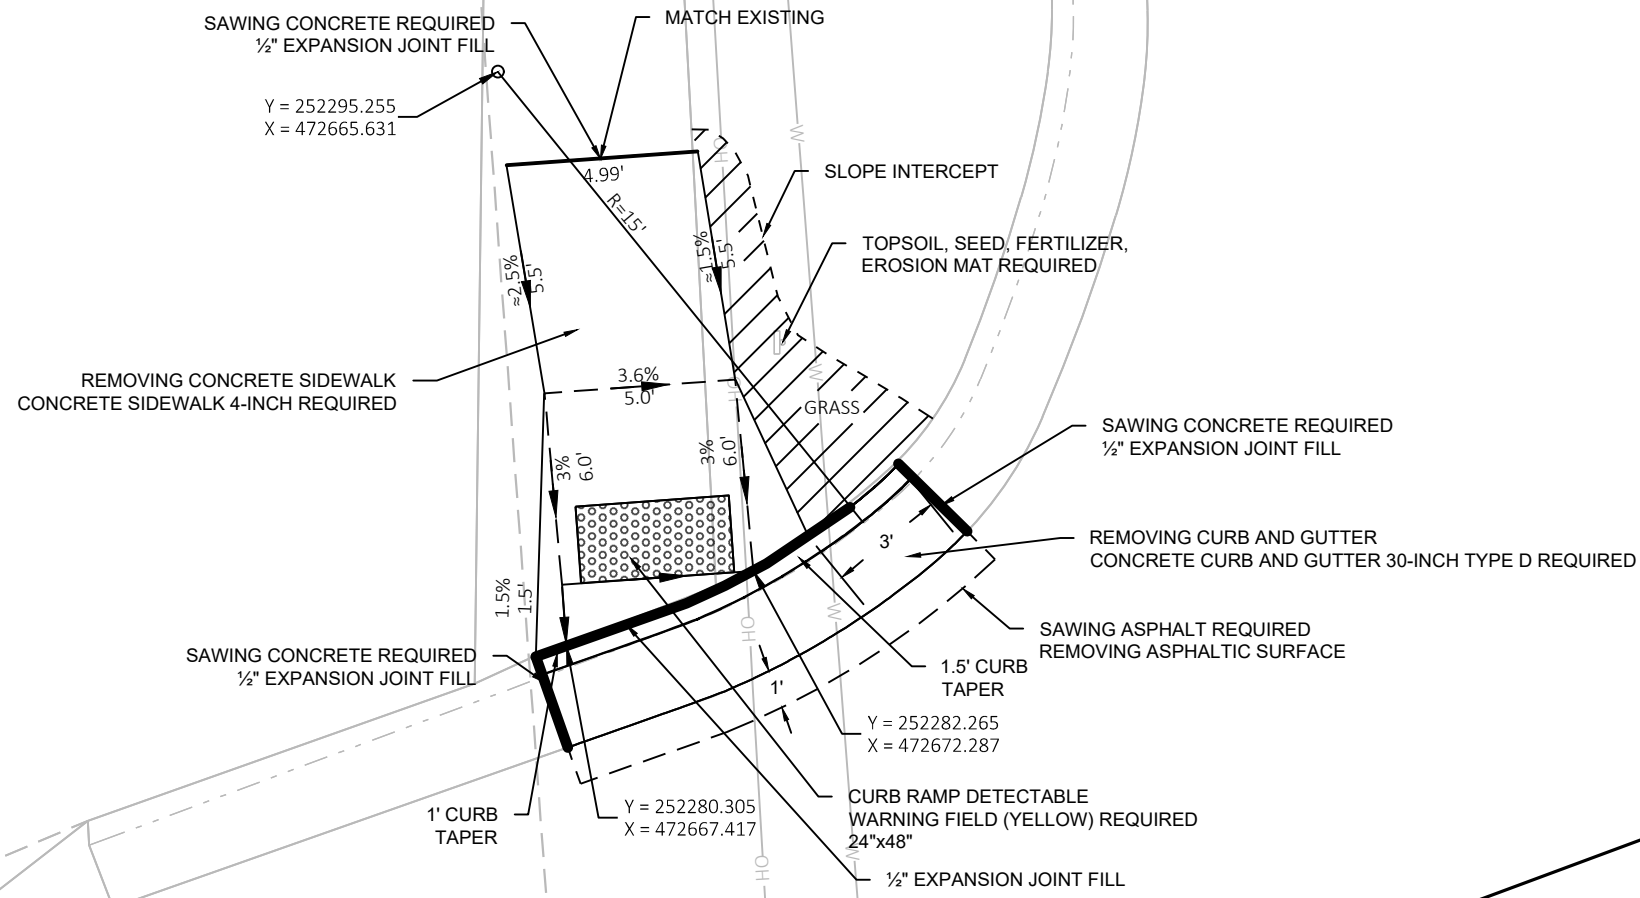 SAWING CONCRETE REQUIRED
½" EXPANSION JOINT FILL
MATCH EXISTING
Y = 252295.255
X = 472665.631
4.99'
R=15'
W
OH
SLOPE INTERCEPT
≈2.5%
5.5'
≈1.5%
5.5'
TOPSOIL, SEED, FERTILIZER,
EROSION MAT REQUIRED
REMOVING CONCRETE SIDEWALK
CONCRETE SIDEWALK 4-INCH REQUIRED
3.6%
5.0'
OH
W
GRASS
SAWING CONCRETE REQUIRED
½" EXPANSION JOINT FILL
3%
6.0'
3%
6.0'
3'
REMOVING CURB AND GUTTER
CONCRETE CURB AND GUTTER 30-INCH TYPE D REQUIRED
1.5%
1.5'
W
OH
SAWING ASPHALT REQUIRED
REMOVING ASPHALTIC SURFACE
SAWING CONCRETE REQUIRED
½" EXPANSION JOINT FILL
1.5' CURB
TAPER
1'
Y = 252282.265
X = 472672.287
1' CURB
TAPER
Y = 252280.305
X = 472667.417
CURB RAMP DETECTABLE
WARNING FIELD (YELLOW) REQUIRED
24"x48"
W
OH
½" EXPANSION JOINT FILL